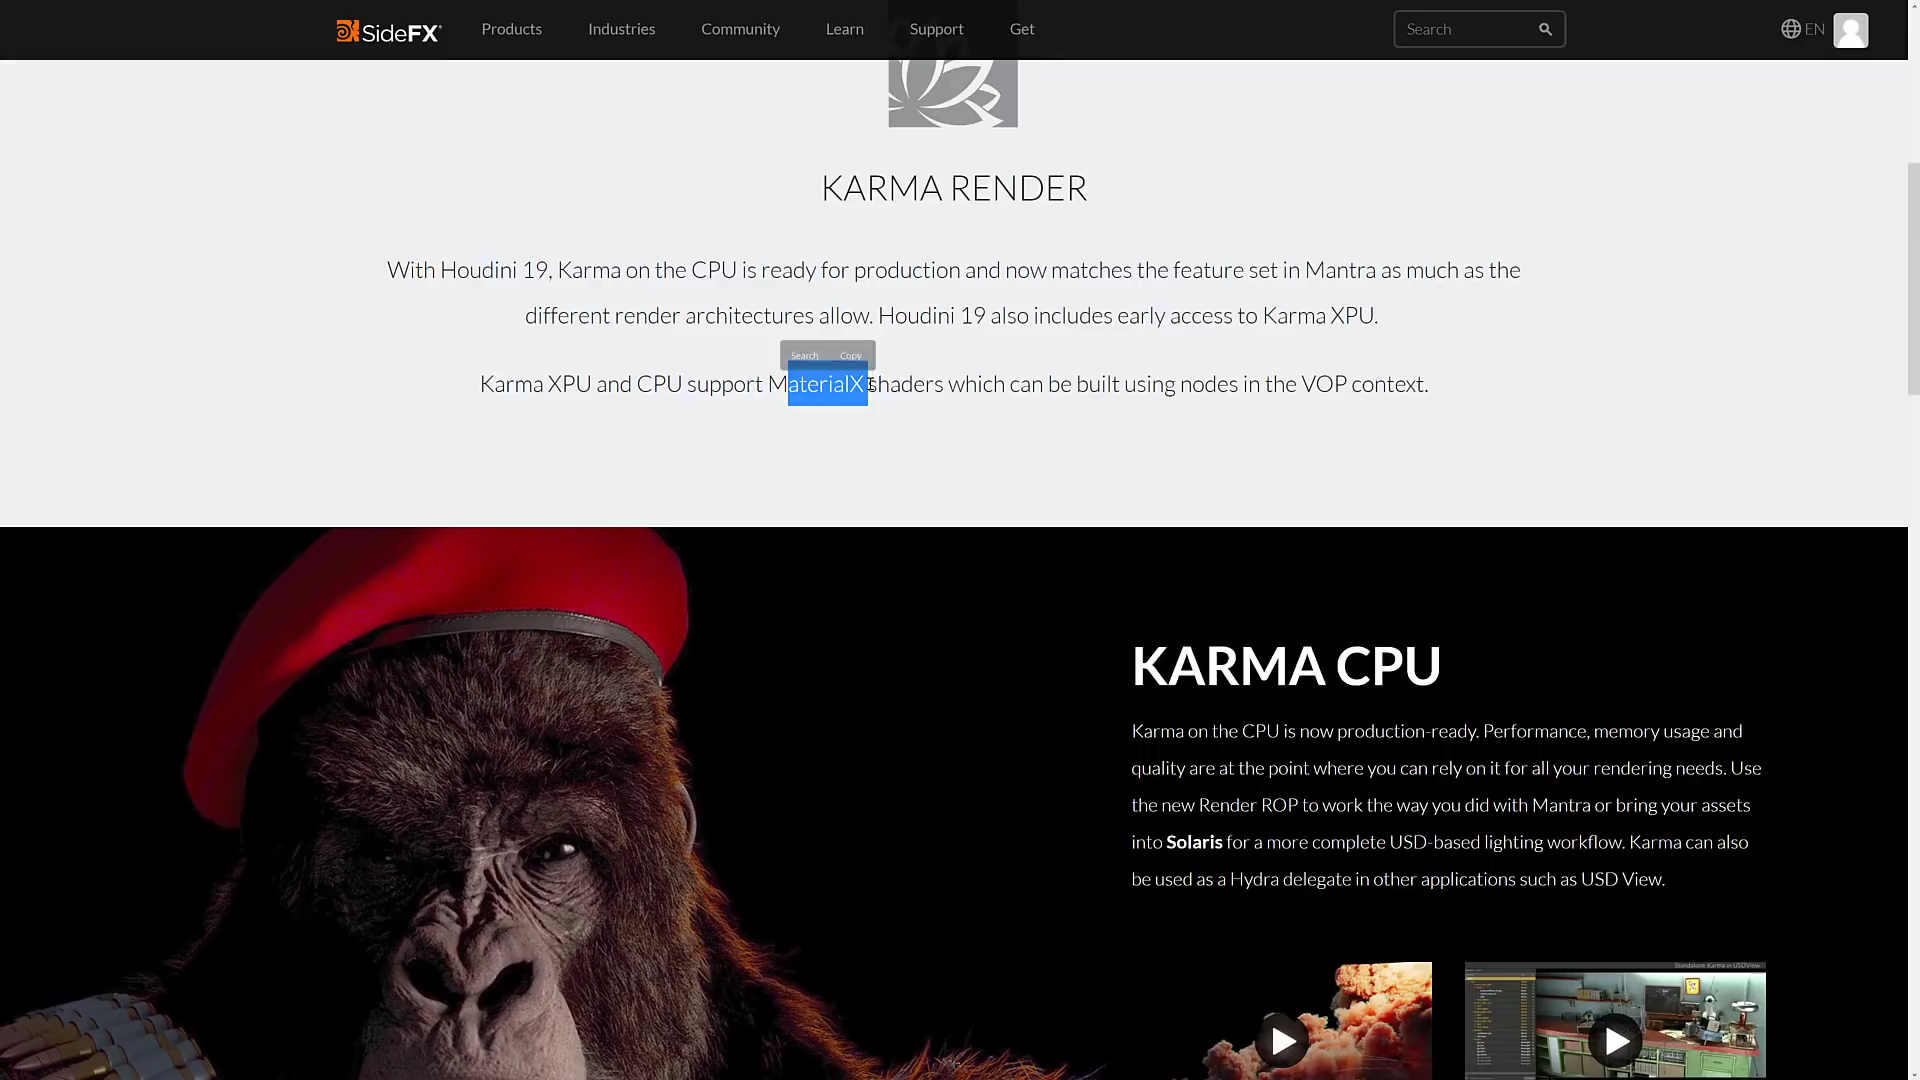 SideFX Products Industries Community Learn Support Get Search EN
KARMA RENDER
With Houdini 19, Karma on the CPU is ready for production and now matches the feature set in Mantra as much as the
different render architectures allow. Houdini 19 also includes early access to Karma XPU.
Search Copy
Karma XPU and CPU support MaterialX shaders which can be built using nodes in the VOP context.
KARMA CPU
Karma on the CPU is now production-ready. Performance, memory usage and
quality are at the point where you can rely on it for all your rendering needs. Use
the new Render ROP to work the way you did with Mantra or bring your assets
into Solaris for a more complete USD-based lighting workflow. Karma can also
be used as a Hydra delegate in other applications such as USD View.
Standalone Karma in USDView